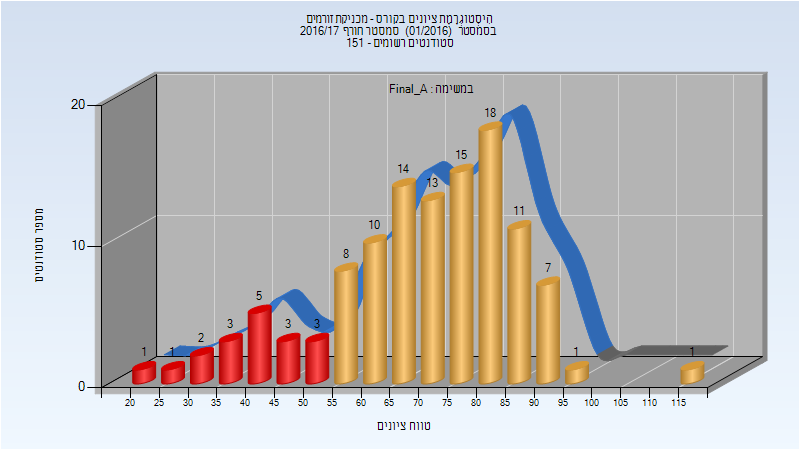 היסטוגרמת ציונים בקורס - מכניקת זורמים
בסמסטר (01/2016) סמסטר חורף 2016/17
סטודנטים רשומים - 151
במשימה : Final_A
מספר סטודנטים
20
10
0
1 1 2 3 5 3 3 8 10 14 13 15 18 11 7 1 1
20 25 30 35 40 45 50 55 60 65 70 75 80 85 90 95 100 105 110 115
טווח ציונים